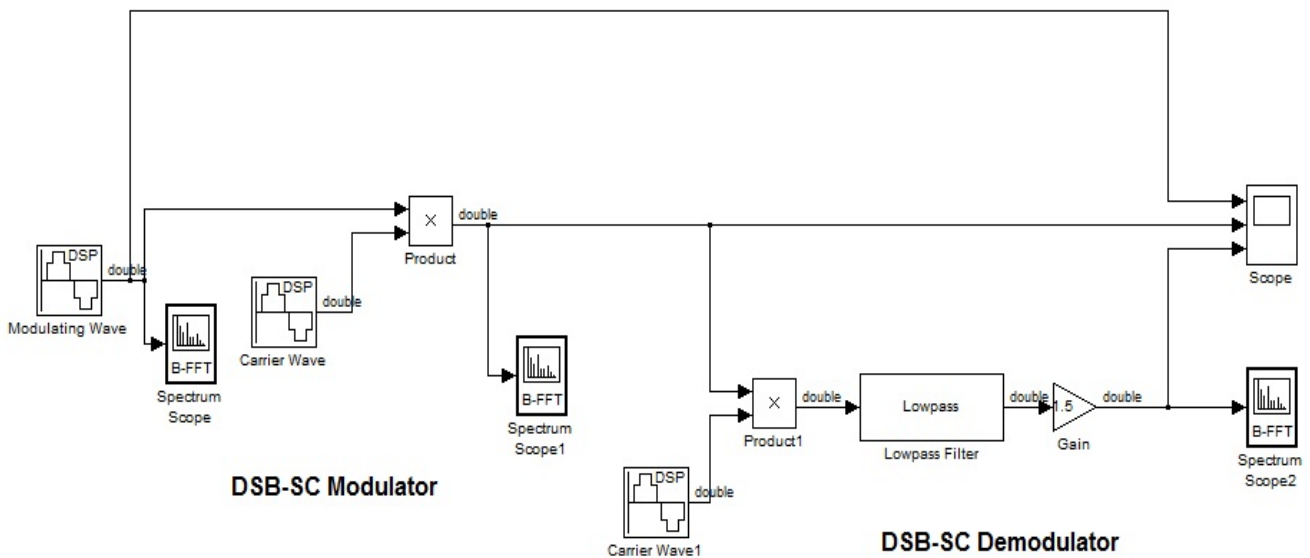 DSP
double
Modulating Wave
B-FFT
Spectrum
Scope
DSP
double
Carrier Wave
×
double
Product
B-FFT
Spectrum
Scope1
DSB-SC Modulator
DSP
double
Carrier Wave1
×
double
Product1
Lowpass
double
Lowpass Filter
1.5
double
Gain
Scope
B-FFT
Spectrum
Scope2
DSB-SC Demodulator